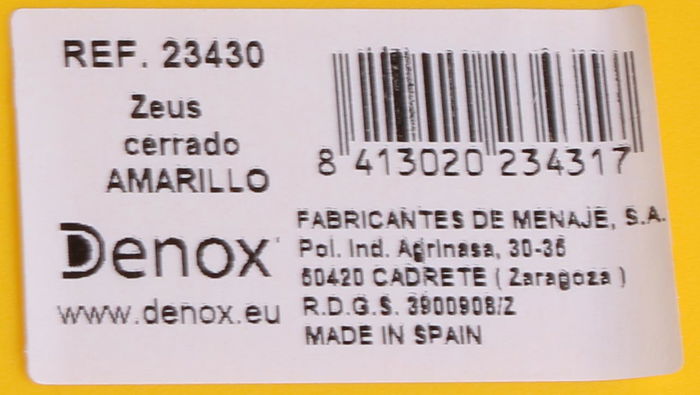 REF. 23430
Zeus
cerrado
AMARILLO
Denox
www.denox.eu
8 413020 234317
FABRICANTES DE MENAJE, S.A.
Pol. Ind. Agrinasa, 30-36
50420 CADRETE ( Zaragoza )
R.D.G.S. 3900908/Z
MADE IN SPAIN